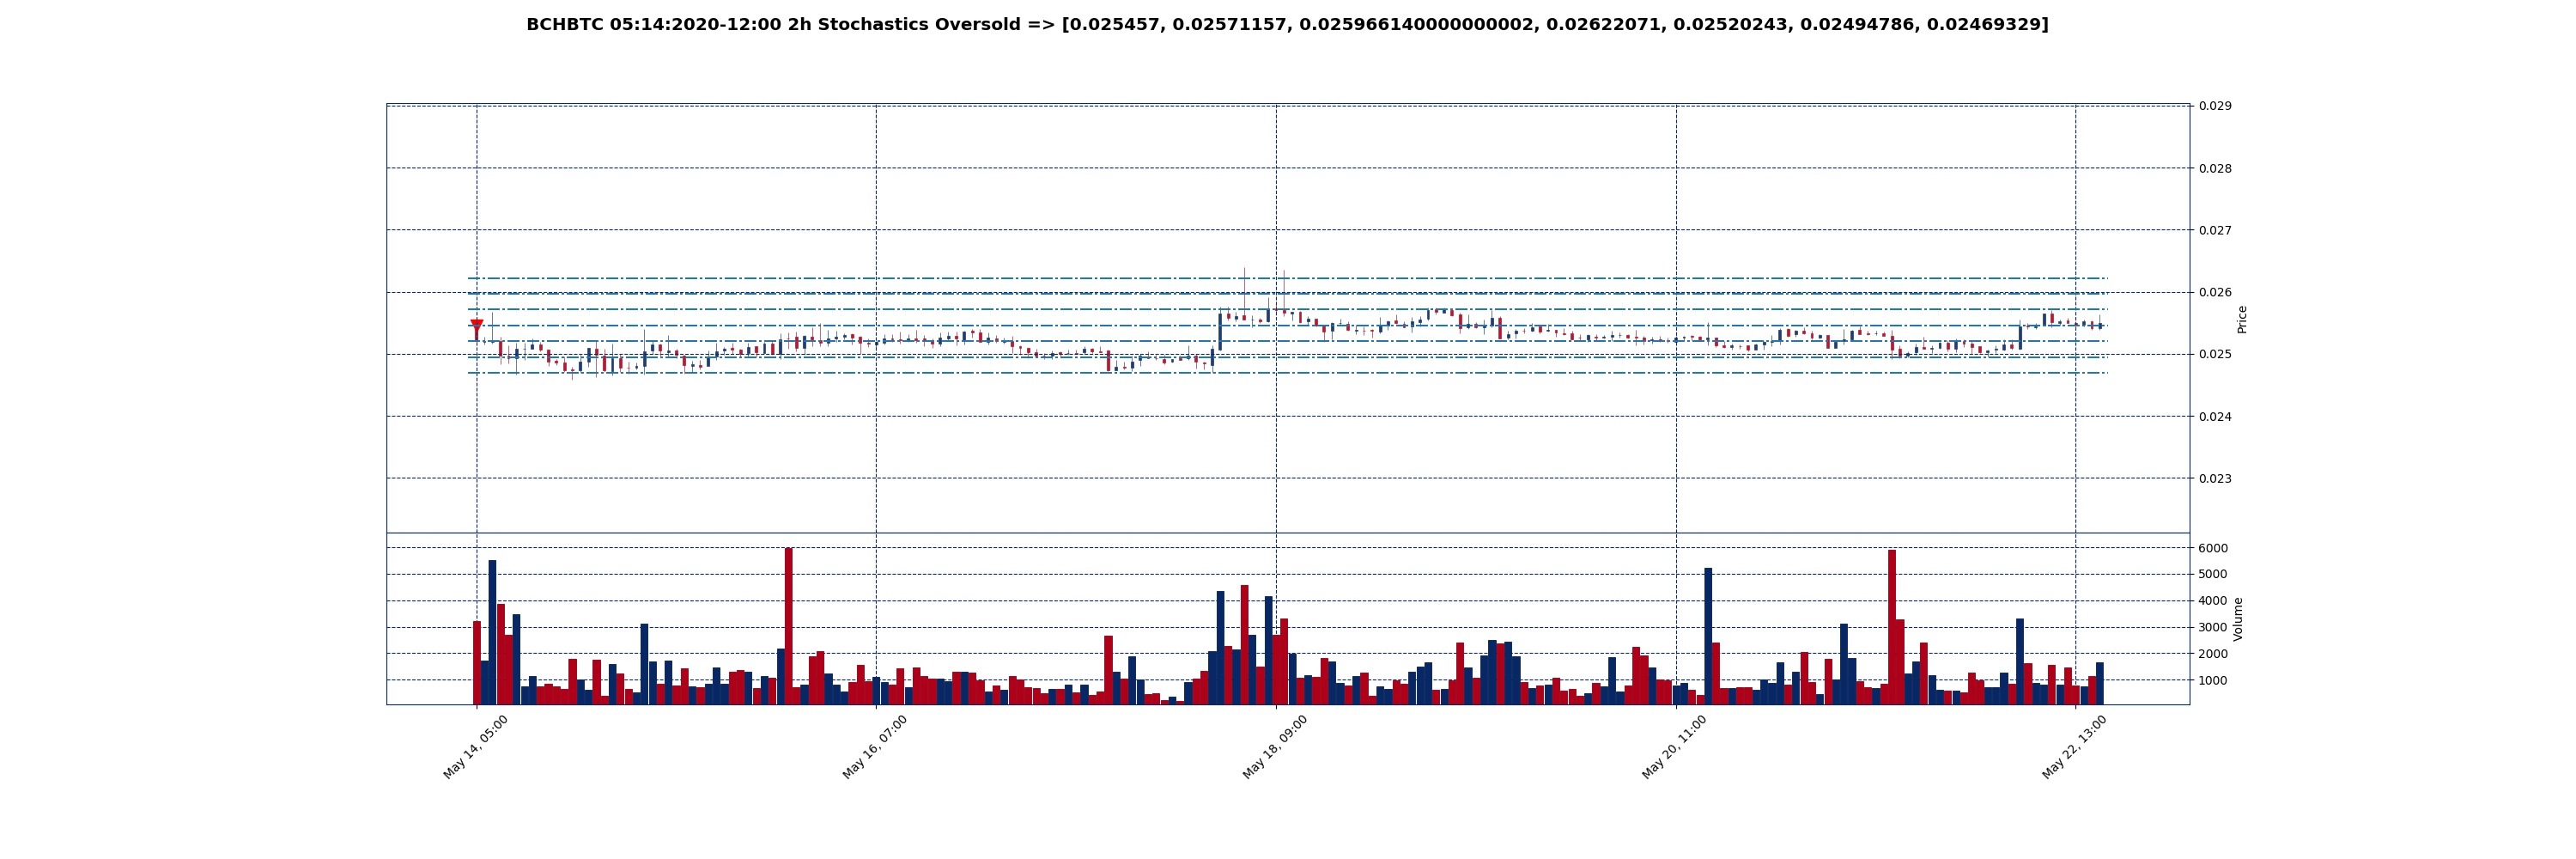 BCHBTC 05:14:2020-12:00 2h Stochastics Oversold => [0.025457, 0.02571157, 0.025966140000000002, 0.02622071, 0.02520243, 0.02494786, 0.02469329]
0.029
0.028
0.027
0.026
0.025
0.024
0.023
Price
6000
5000
4000
3000
2000
1000
Volume
May 14, 05:00
May 16, 07:00
May 18, 09:00
May 20, 11:00
May 22, 13:00